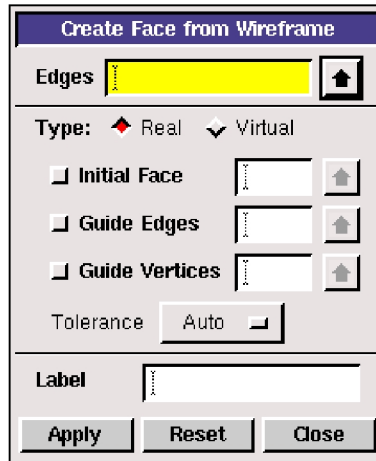 Create Face from Wireframe
Edges
Type: Real Virtual
Initial Face
Guide Edges
Guide Vertices
Tolerance Auto
Label
Apply Reset Close